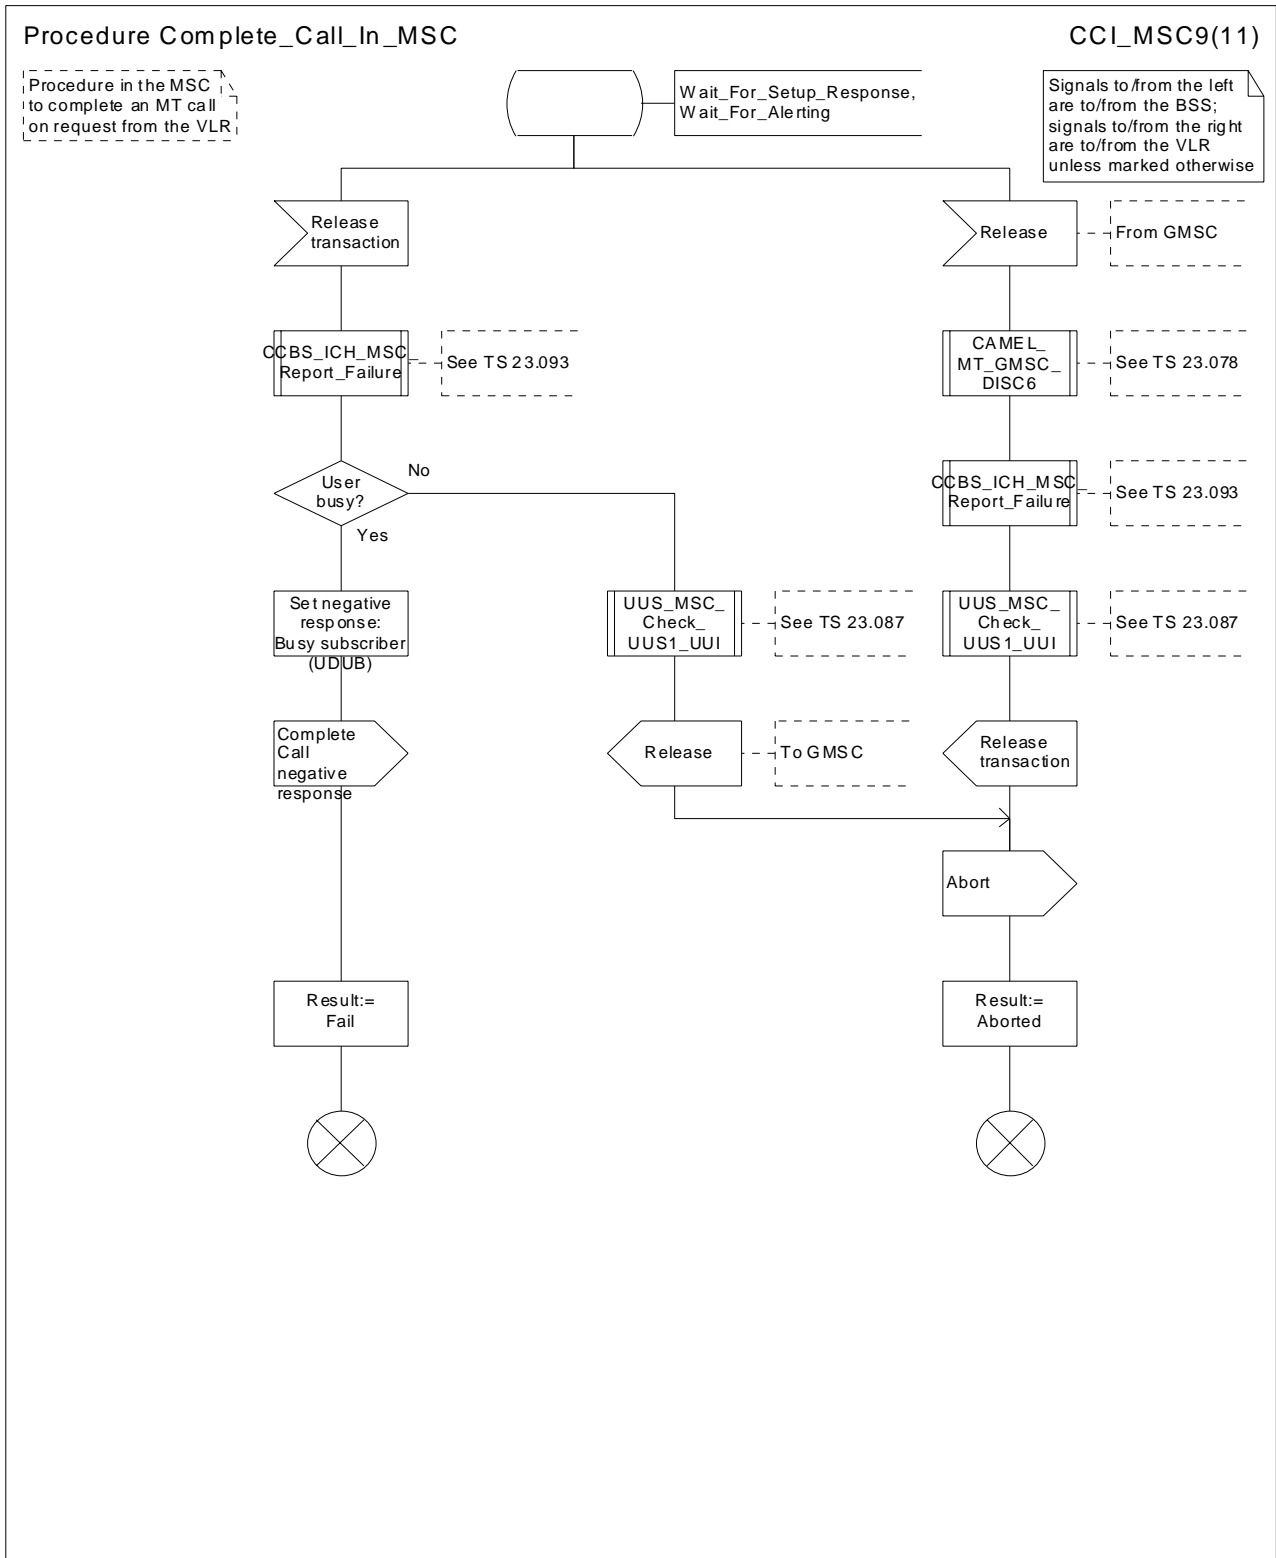 Procedure Complete_Call_In_MSC
CCI_MSC9(11)
Procedure in the MSC
to complete an MT call
on request from the VLR
Wait_For_Setup_Response,
Wait_For_Alerting
Signals to/from the left
are to/from the BSS;
signals to/from the right
are to/from the VLR
unless marked otherwise
Release
transaction
Release
From GMSC
CCBS_ICH_MSC_
Report_Failure
See TS 23.093
CAMEL_
MT_GMSC_
DISC6
See TS 23.078
User
busy?
No
Yes
CCBS_ICH_MSC_
Report_Failure
See TS 23.093
Set negative
response:
Busy subscriber
(UDUB)
UUS_MSC_
Check_
UUS1_UUI
See TS 23.087
UUS_MSC_
Check_
UUS1_UUI
See TS 23.087
Complete
Call
negative
response
Release
To GMSC
Release
transaction
Abort
Result:=
Fail
Result:=
Aborted